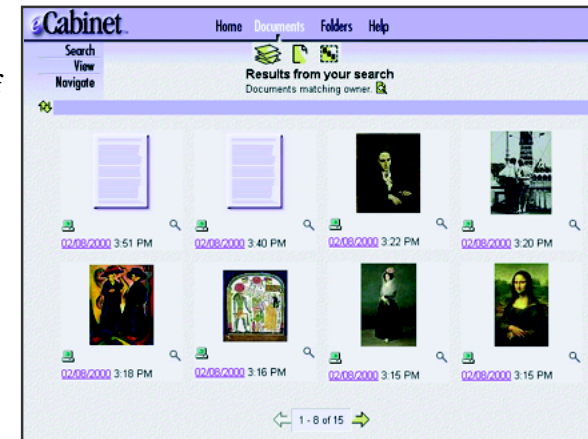 eCabinet™
Home Documents Folders Help
Search
View
Navigate
Results from your search
Documents matching owner.
02/08/2000 3:51 PM
02/08/2000 3:40 PM
02/08/2000 3:22 PM
02/08/2000 3:20 PM
02/08/2000 3:18 PM
02/08/2000 3:16 PM
02/08/2000 3:15 PM
02/08/2000 3:15 PM
1 - 8 of 15